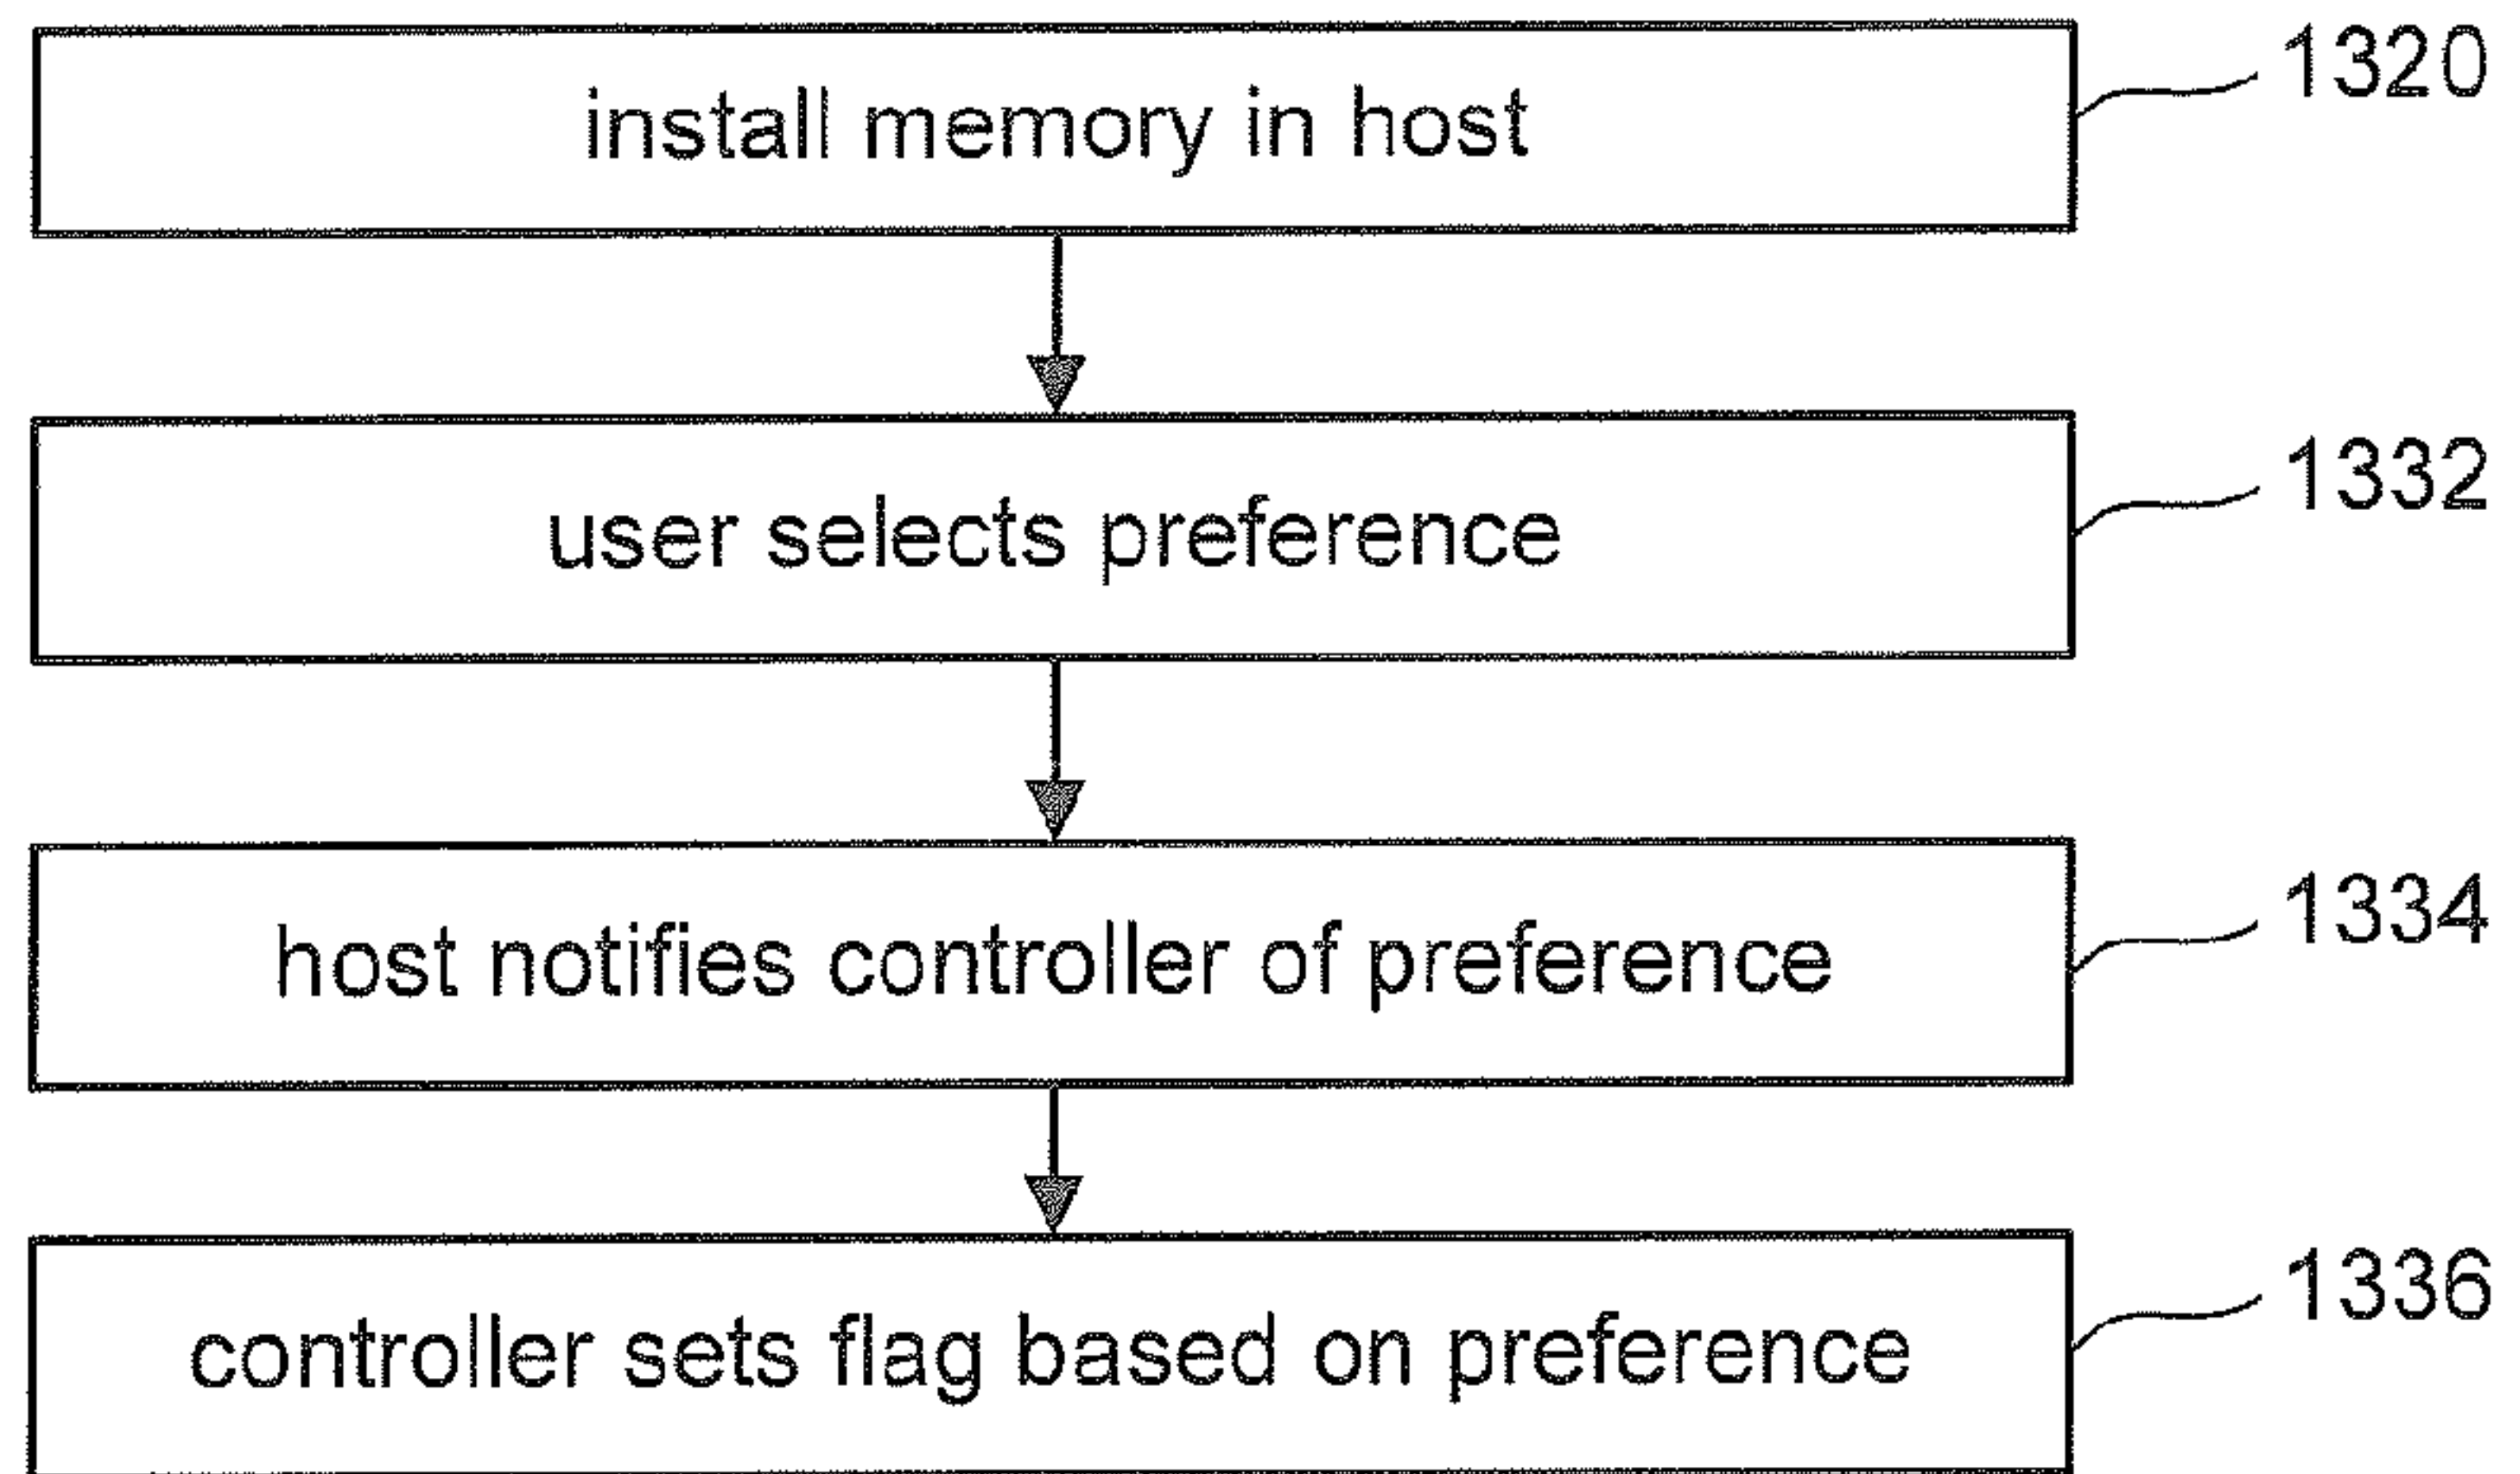 install memory in host
1320
user selects preference
1332
host notifies controller of preference
1334
controller sets flag based on preference
1336